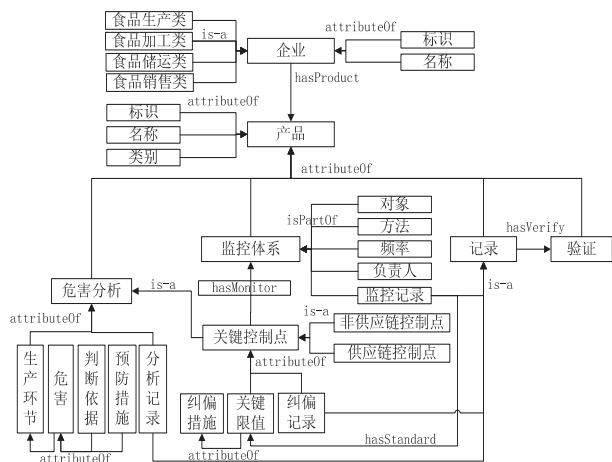 食品生产类
食品加工类
食品储运类
食品销售类
is-a
企业
attributeOf
标识
名称
hasProduct
attributeOf
标识
名称
类别
产品
attributeOf
对象
方法
频率
负责人
监控记录
isPartOf
监控体系
记录
hasVerify
验证
is-a
危害分析
is-a
hasMonitor
attributeOf
关键控制点
is-a
非供应链控制点
供应链控制点
attributeOf
生产环节
危害
判断依据
预防措施
分析记录
纠偏措施
关键限值
纠偏记录
hasStandard
attributeOf
attributeOf